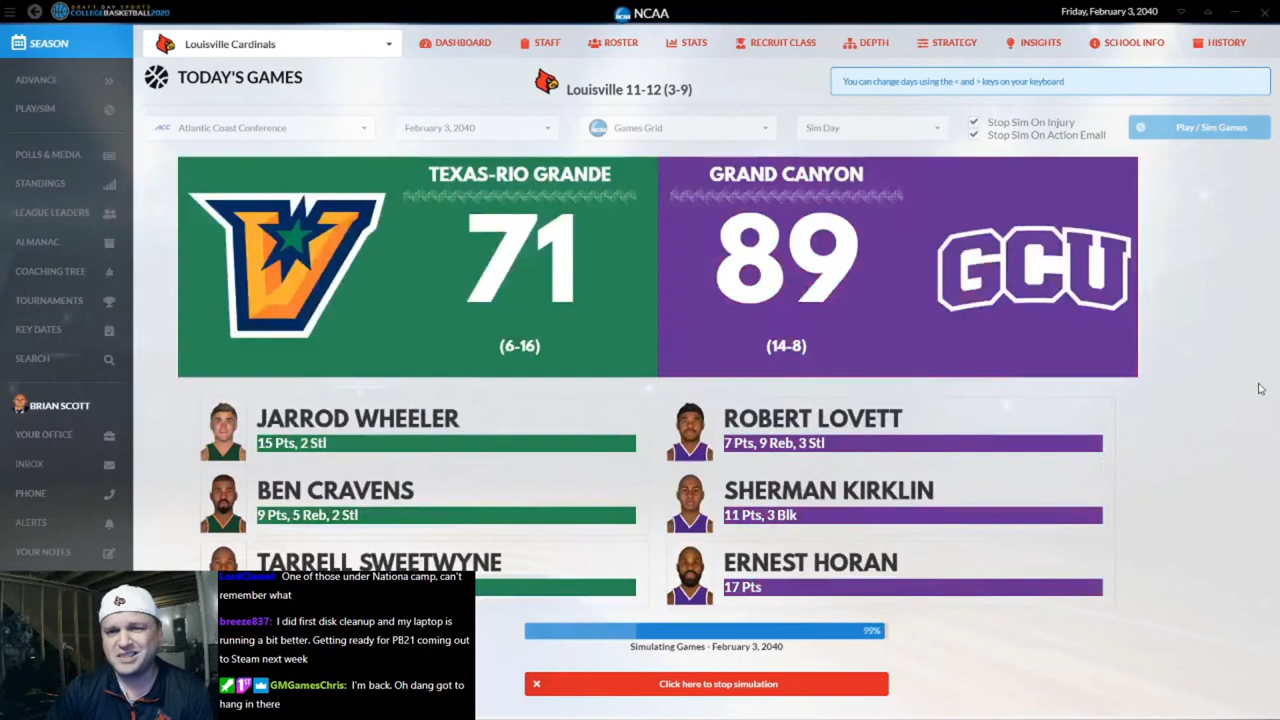 DRAFT DAY SPORTS
COLLEGEBASKETBALL2020
NCAA
Friday, February 3, 2040
SEASON
Louisville Cardinals
DASHBOARD
STAFF
ROSTER
STATS
RECRUIT CLASS
DEPTH
STRATEGY
INSIGHTS
SCHOOL INFO
HISTORY
ADVANCE
PLAY/SIM
POLLS & MEDIA
STANDINGS
LEAGUE LEADERS
ALMANAC
COACHING TREE
TOURNAMENTS
KEY DATES
SEARCH
BRIAN SCOTT
YOUR OFFICE
INBOX
PHONE
ALERTS
YOUR NOTES
TODAY'S GAMES
Louisville 11-12 (3-9)
You can change days using the < and > keys on your keyboard
ACC Atlantic Coast Conference
February 3, 2040
Games Grid
Sim Day
Stop Sim On Injury
Stop Sim On Action Email
Play / Sim Games
TEXAS-RIO GRANDE
71
(6-16)
GRAND CANYON
89
(14-8)
V
GCU
JARROD WHEELER
15 Pts, 2 Stl
BEN CRAVENS
9 Pts, 5 Reb, 2 Stl
TARRELL SWEETWYNE
ROBERT LOVETT
7 Pts, 9 Reb, 3 Stl
SHERMAN KIRKLIN
11 Pts, 3 Blk
ERNEST HORAN
17 Pts
One of those under Nationa camp, can't
remember what
breeze837: I did first disk cleanup and my laptop is
running a bit better. Getting ready for PB21 coming out
to Steam next week
GMGamesChris: I'm back. Oh dang got to
hang in there
99%
Simulating Games - February 3, 2040
Click here to stop simulation